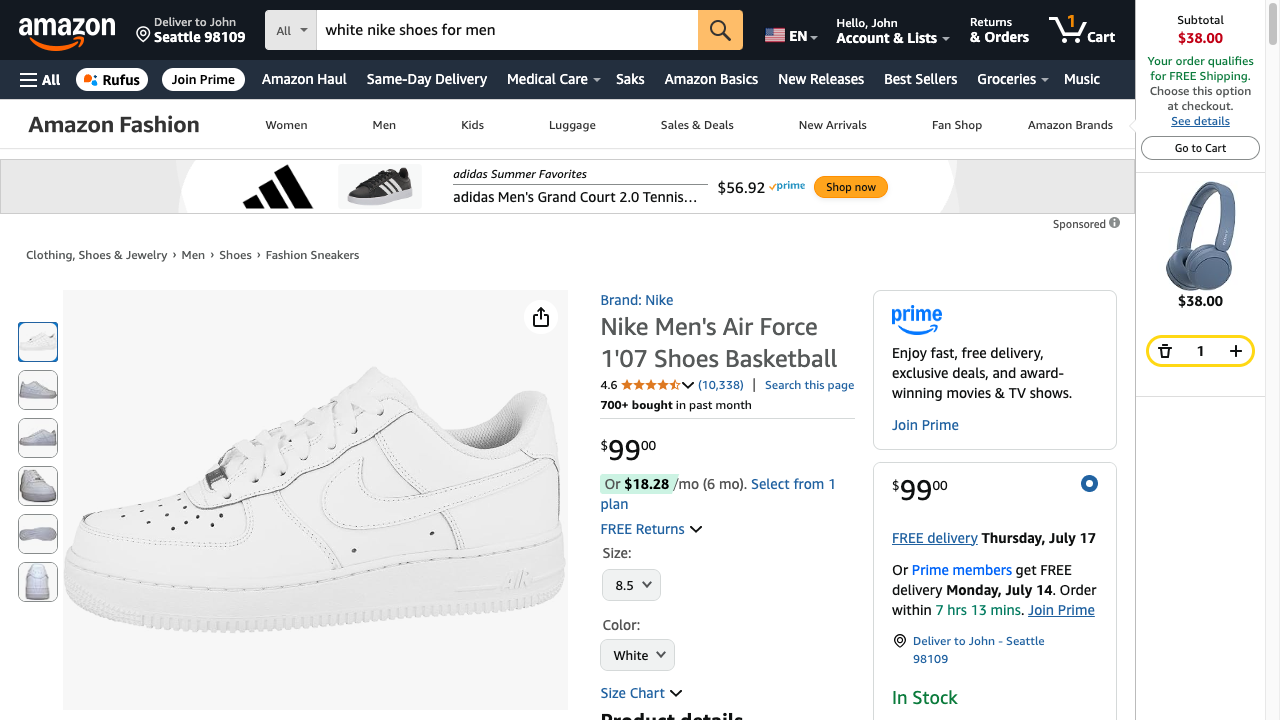 amazon
Deliver to John
Seattle 98109
All
white nike shoes for men
EN
Hello, John
Account & Lists
Returns
& Orders
1
Cart
All
Rufus
Join Prime
Amazon Haul
Same-Day Delivery
Medical Care
Saks
Amazon Basics
New Releases
Best Sellers
Groceries
Music
Amazon Fashion
Women
Men
Kids
Luggage
Sales & Deals
New Arrivals
Fan Shop
Amazon Brands
adidas Summer Favorites
adidas Men's Grand Court 2.0 Tennis…
$56.92
prime
Shop now
Sponsored
Clothing, Shoes & Jewelry › Men › Shoes › Fashion Sneakers
Brand: Nike
Nike Men's Air Force
1'07 Shoes Basketball
4.6
(10,338) | Search this page
700+ bought in past month
$9900
Or $18.28 /mo (6 mo). Select from 1
plan
FREE Returns
Size:
8.5
Color:
White
Size Chart
Product details
prime
Enjoy fast, free delivery,
exclusive deals, and award-
winning movies & TV shows.
Join Prime
$9900
FREE delivery Thursday, July 17
Or Prime members get FREE
delivery Monday, July 14. Order
within 7 hrs 13 mins. Join Prime
Deliver to John - Seattle
98109
In Stock
Subtotal
$38.00
Your order qualifies
for FREE Shipping.
Choose this option
at checkout.
See details
Go to Cart
SONY
$38.00
1
AIR